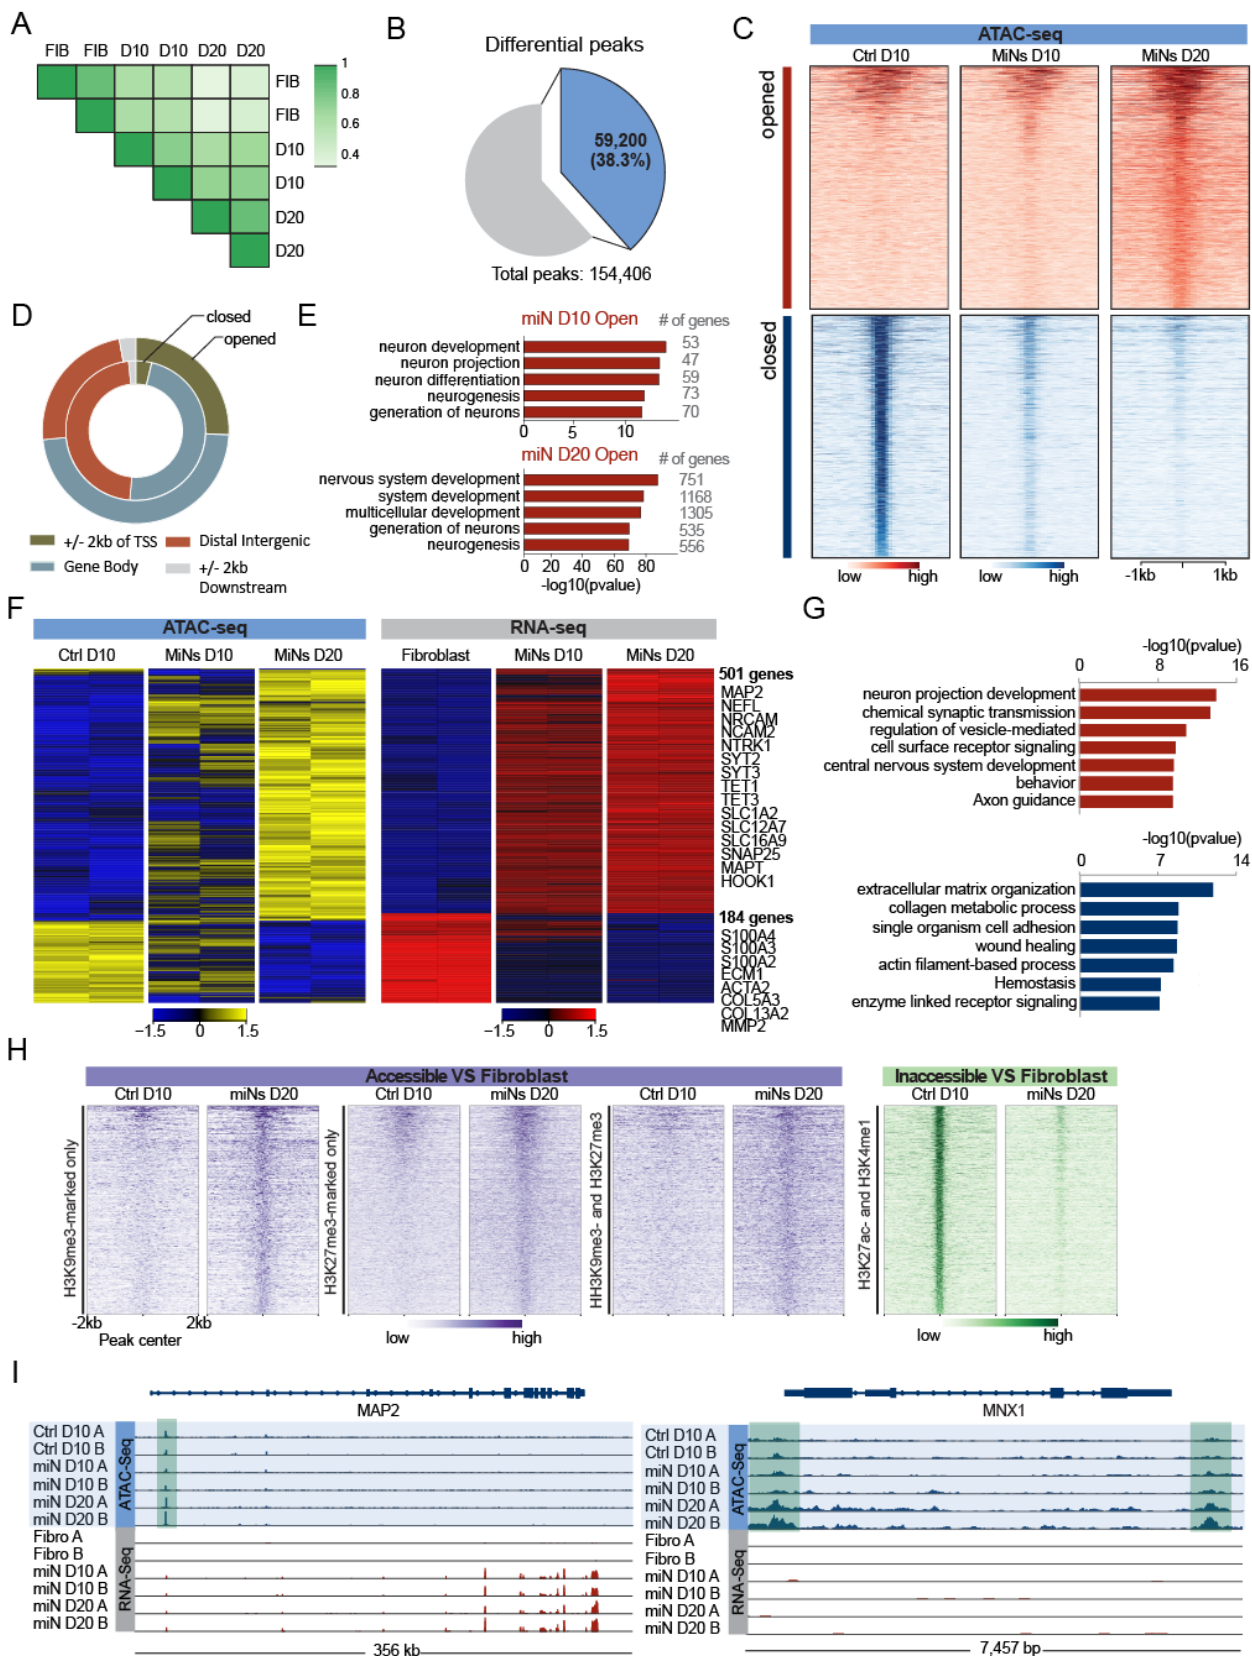 A
FIB FIB D10 D10 D20 D20
FIB
FIB
D10
D10
D20
D20
1
0.8
0.6
0.4
B
Differential peaks
59,200
(38.3%)
Total peaks: 154,406
C
ATAC-seq
Ctrl D10 MiNs D10 MiNs D20
opened
closed
low high
low high
-1kb 1kb
D
closed
opened
+/- 2kb of TSS
Distal Intergenic
Gene Body
+/- 2kb
Downstream
E
miN D10 Open # of genes
neuron development 53
neuron projection 47
neuron differentiation 59
neurogenesis 73
generation of neurons 70
0 5 10
miN D20 Open # of genes
nervous system development 751
system development 1168
multicellular development 1305
generation of neurons 535
neurogenesis 556
0 20 40 60 80
-log10(pvalue)
F
ATAC-seq RNA-seq
Ctrl D10 MiNs D10 MiNs D20 Fibroblast MiNs D10 MiNs D20
501 genes
MAP2
NEFL
NRCAM
NCAM2
NTRK1
SYT2
SYT3
TET1
TET3
SLC1A2
SLC12A7
SLC16A9
SNAP25
MAPT
HOOK1
184 genes
S100A4
S100A3
S100A2
ECM1
ACTA2
COL5A3
COL13A2
MMP2
−1.5 0 1.5
−1.5 0 1.5
G
-log10(pvalue)
0 8 16
neuron projection development
chemical synaptic transmission
regulation of vesicle-mediated
cell surface receptor signaling
central nervous system development
behavior
Axon guidance
-log10(pvalue)
0 7 14
extracellular matrix organization
collagen metabolic process
single organism cell adhesion
wound healing
actin filament-based process
Hemostasis
enzyme linked receptor signaling
H
Accessible VS Fibroblast Inaccessible VS Fibroblast
Ctrl D10 miNs D20 Ctrl D10 miNs D20 Ctrl D10 miNs D20 Ctrl D10 miNs D20
H3K9me3-marked only
H3K27me3-marked only
HH3K9me3- and H3K27me3
H3K27ac- and H3K4me1
-2kb 2kb
Peak center
low high
low high
I
MAP2
Ctrl D10 A
Ctrl D10 B
miN D10 A
miN D10 B
miN D20 A
miN D20 B
Fibro A
Fibro B
miN D10 A
miN D10 B
miN D20 A
miN D20 B
ATAC-Seq
RNA-Seq
356 kb
MNX1
Ctrl D10 A
Ctrl D10 B
miN D10 A
miN D10 B
miN D20 A
miN D20 B
Fibro A
Fibro B
miN D10 A
miN D10 B
miN D20 A
miN D20 B
ATAC-Seq
RNA-Seq
7,457 bp